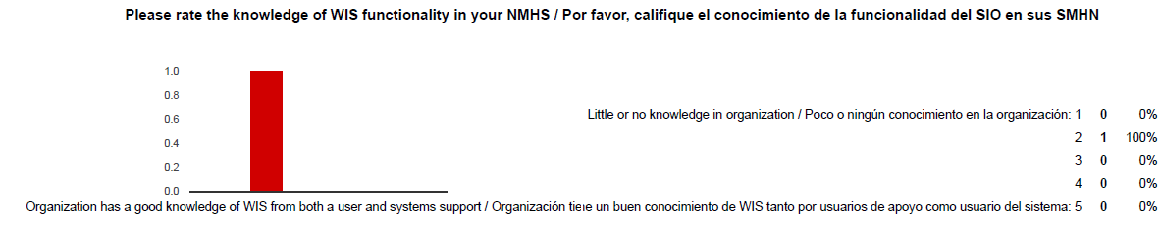 Please rate the knowledge of WIS functionality in your NMHS / Por favor, califique el conocimiento de la funcionalidad del SIO en sus SMHN
1.0
0.8
0.6
0.4
0.2
0.0
Little or no knowledge in organization / Poco o ningún conocimiento en la organización: 1 0 0%
2 1 100%
3 0 0%
4 0 0%
Organization has a good knowledge of WIS from both a user and systems support / Organización tiene un buen conocimiento de WIS tanto por usuarios de apoyo como usuario del sistema: 5 0 0%